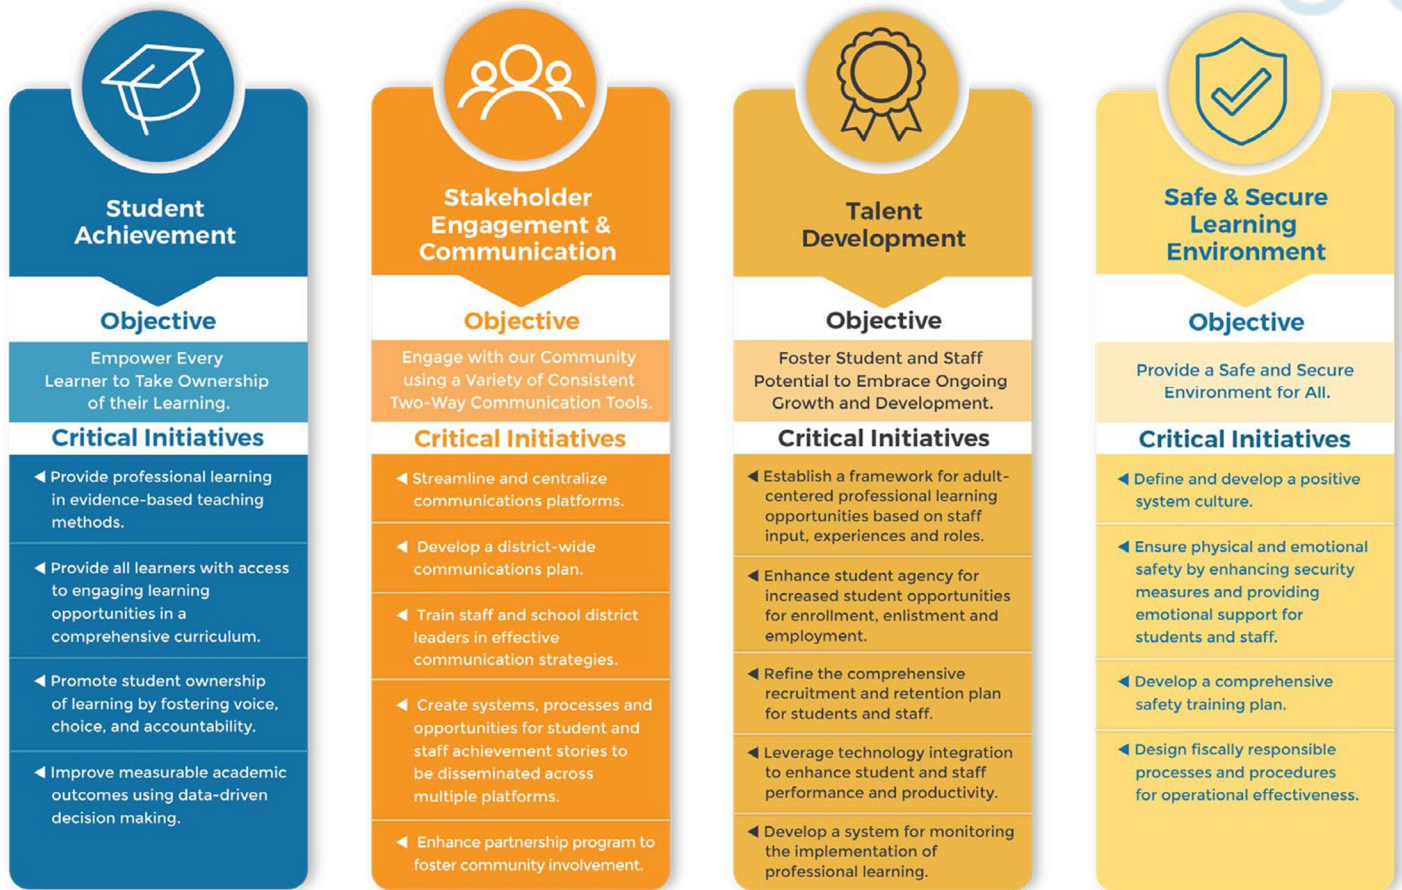 Student
Achievement
Objective
Empower Every
Learner to Take Ownership
of their Learning.
Critical Initiatives
Provide professional learning
in evidence-based teaching
methods.
Provide all learners with access
to engaging learning
opportunities in a
comprehensive curriculum.
Promote student ownership
of learning by fostering voice,
choice, and accountability.
Improve measurable academic
outcomes using data-driven
decision making.
Stakeholder
Engagement &
Communication
Objective
Engage with our Community
using a Variety of Consistent
Two-Way Communication Tools.
Critical Initiatives
Streamline and centralize
communications platforms.
Develop a district-wide
communications plan.
Train staff and school district
leaders in effective
communication strategies.
Create systems, processes and
opportunities for student and
staff achievement stories to
be disseminated across
multiple platforms.
Enhance partnership program to
foster community involvement.
Talent
Development
Objective
Foster Student and Staff
Potential to Embrace Ongoing
Growth and Development.
Critical Initiatives
Establish a framework for adult-
centered professional learning
opportunities based on staff
input, experiences and roles.
Enhance student agency for
increased student opportunities
for enrollment, enlistment and
employment.
Refine the comprehensive
recruitment and retention plan
for students and staff.
Leverage technology integration
to enhance student and staff
performance and productivity.
Develop a system for monitoring
the implementation of
professional learning.
Safe & Secure
Learning
Environment
Objective
Provide a Safe and Secure
Environment for All.
Critical Initiatives
Define and develop a positive
system culture.
Ensure physical and emotional
safety by enhancing security
measures and providing
emotional support for
students and staff.
Develop a comprehensive
safety training plan.
Design fiscally responsible
processes and procedures
for operational effectiveness.